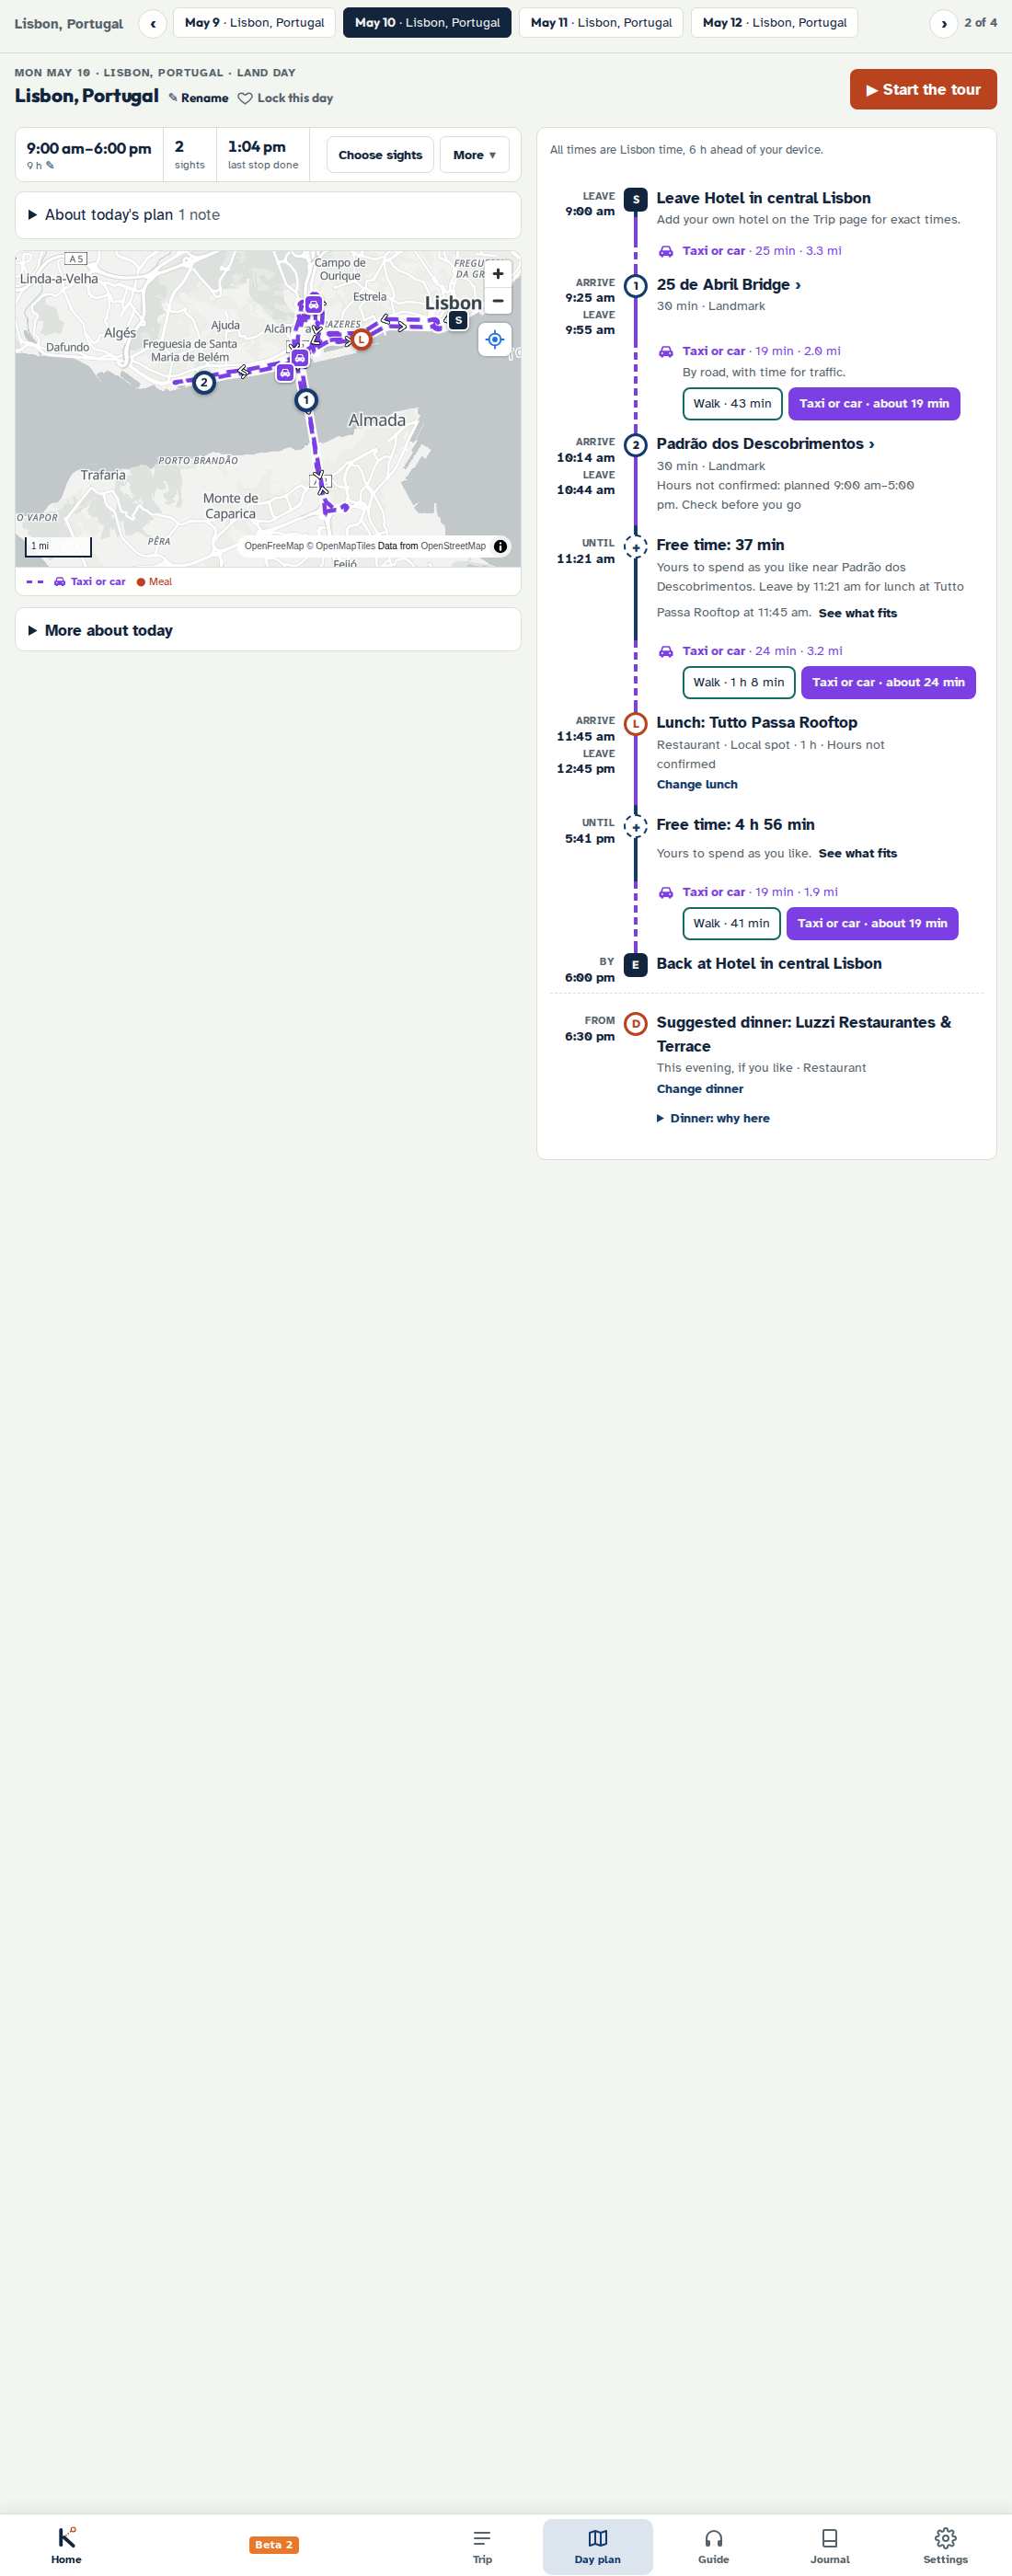 Lisbon, Portugal
‹
May 9 · Lisbon, Portugal
May 10 · Lisbon, Portugal
May 11 · Lisbon, Portugal
May 12 · Lisbon, Portugal
›
2 of 4
MON MAY 10 · LISBON, PORTUGAL · LAND DAY
Lisbon, Portugal
✎ Rename
Lock this day
▶ Start the tour
9:00 am–6:00 pm
9 h ✎
2
sights
1:04 pm
last stop done
Choose sights
More ▾
▶ About today's plan 1 note
A 5
Linda-a-Velha
Campo de
Ourique
Estrela
Lisbon
Algés
Dafundo
Ajuda
Freguesia de Santa
Maria de Belém
S
L
2
1
Almada
PORTO BRANDÃO
Trafaria
Monte de
Caparica
PÊRA
Feijó
+
−
1 mi
OpenFreeMap © OpenMapTiles Data from OpenStreetMap
Taxi or car
Meal
▶ More about today
All times are Lisbon time, 6 h ahead of your device.
LEAVE
9:00 am
S
Leave Hotel in central Lisbon
Add your own hotel on the Trip page for exact times.
Taxi or car · 25 min · 3.3 mi
ARRIVE
9:25 am
LEAVE
9:55 am
1
25 de Abril Bridge ›
30 min · Landmark
Taxi or car · 19 min · 2.0 mi
By road, with time for traffic.
Walk · 43 min
Taxi or car · about 19 min
ARRIVE
10:14 am
LEAVE
10:44 am
2
Padrão dos Descobrimentos ›
30 min · Landmark
Hours not confirmed: planned 9:00 am–5:00
pm. Check before you go
UNTIL
11:21 am
+
Free time: 37 min
Yours to spend as you like near Padrão dos
Descobrimentos. Leave by 11:21 am for lunch at Tutto
Passa Rooftop at 11:45 am. See what fits
Taxi or car · 24 min · 3.2 mi
Walk · 1 h 8 min
Taxi or car · about 24 min
ARRIVE
11:45 am
LEAVE
12:45 pm
L
Lunch: Tutto Passa Rooftop
Restaurant · Local spot · 1 h · Hours not
confirmed
Change lunch
UNTIL
5:41 pm
+
Free time: 4 h 56 min
Yours to spend as you like. See what fits
Taxi or car · 19 min · 1.9 mi
Walk · 41 min
Taxi or car · about 19 min
BY
6:00 pm
E
Back at Hotel in central Lisbon
FROM
6:30 pm
D
Suggested dinner: Luzzi Restaurantes &
Terrace
This evening, if you like · Restaurant
Change dinner
▶ Dinner: why here
Home
Beta 2
Trip
Day plan
Guide
Journal
Settings